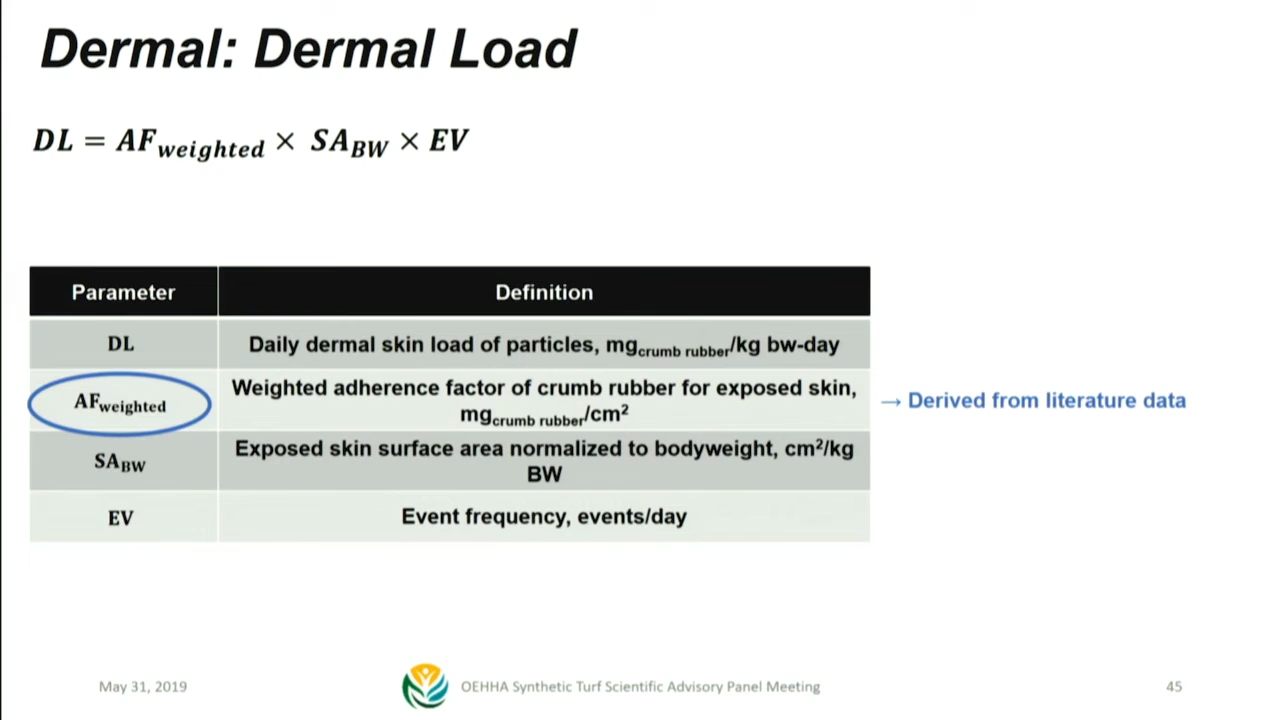 Dermal: Dermal Load
DL = AF_weighted × SA_BW × EV
Parameter
Definition
DL
Daily dermal skin load of particles, mg_crumb rubber/kg bw-day
AF_weighted
Weighted adherence factor of crumb rubber for exposed skin,
mg_crumb rubber/cm²
→ Derived from literature data
SA_BW
Exposed skin surface area normalized to bodyweight, cm²/kg
BW
EV
Event frequency, events/day
May 31, 2019
OEHHA Synthetic Turf Scientific Advisory Panel Meeting
45